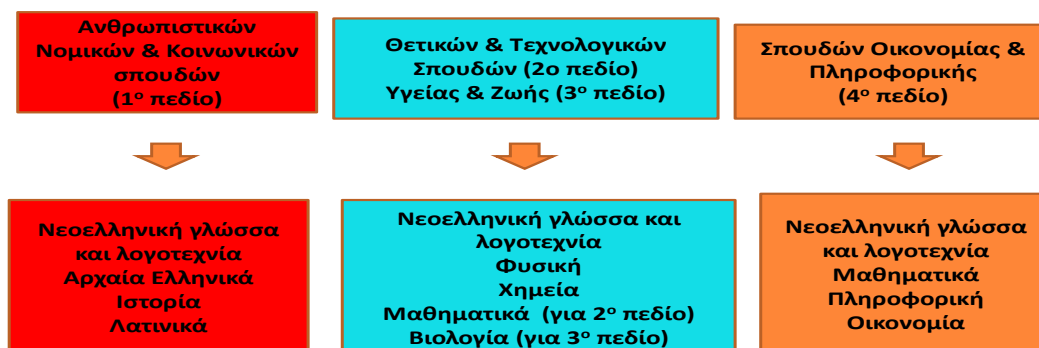 Ανθρωπιστικών
Νομικών & Κοινωνικών
σπουδών
(1ο πεδίο)
Θετικών & Τεχνολογικών
Σπουδών (2ο πεδίο)
Υγείας & Ζωής (3ο πεδίο)
Σπουδών Οικονομίας &
Πληροφορικής
(4ο πεδίο)
Νεοελληνική γλώσσα
και λογοτεχνία
Αρχαία Ελληνικά
Ιστορία
Λατινικά
Νεοελληνική γλώσσα και
λογοτεχνία
Φυσική
Χημεία
Μαθηματικά (για 2ο πεδίο)
Βιολογία (για 3ο πεδίο)
Νεοελληνική γλώσσα
και λογοτεχνία
Μαθηματικά
Πληροφορική
Οικονομία